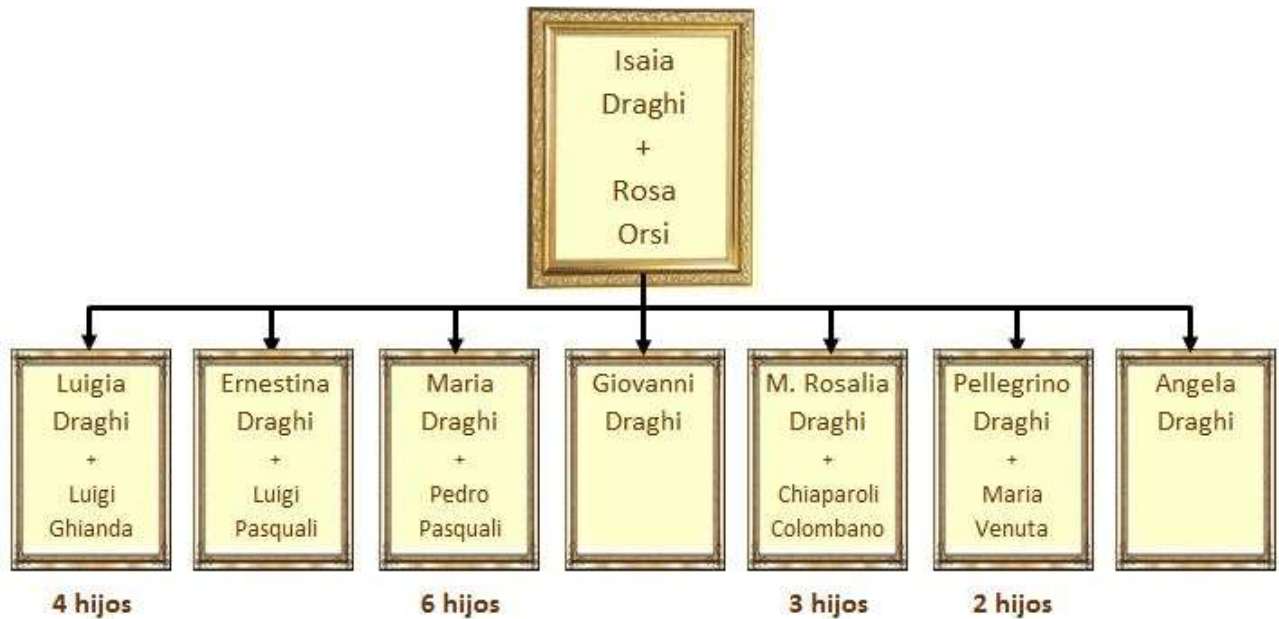 Isaia
Draghi
+
Rosa
Orsi
Luigia
Draghi
+
Luigi
Ghianda
Ernestina
Draghi
+
Luigi
Pasquali
Maria
Draghi
+
Pedro
Pasquali
Giovanni
Draghi
M. Rosalia
Draghi
+
Chiaparoli
Colombano
Pellegrino
Draghi
+
Maria
Venuta
Angela
Draghi
4 hijos
6 hijos
3 hijos
2 hijos